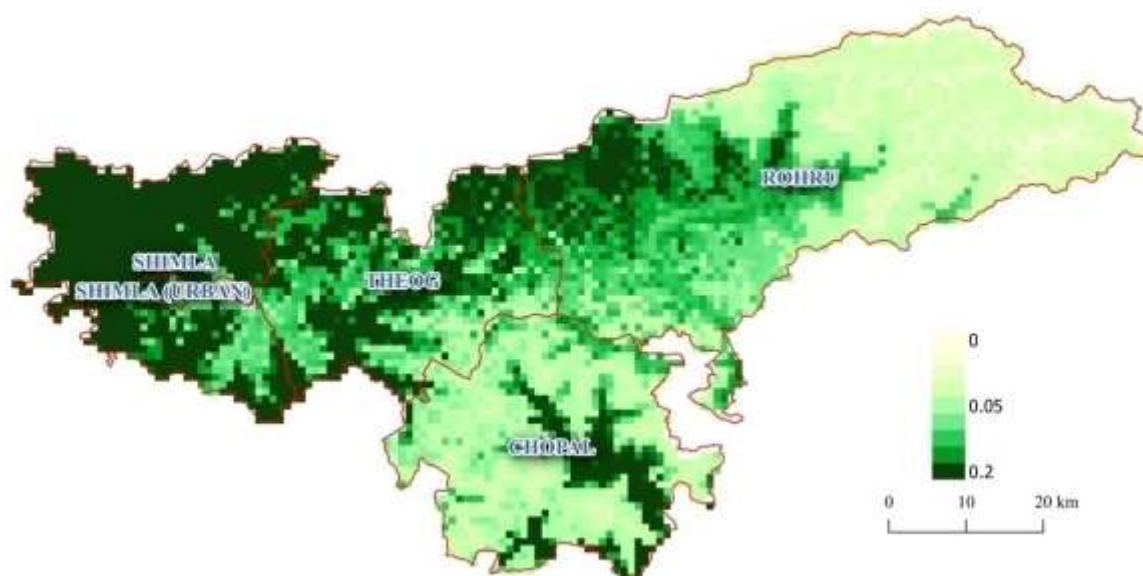 ROHRU
SHIMLA
SHIMLA (URBAN)
THEOG
CHOPAL
0
0.05
0.2
0 10 20 km